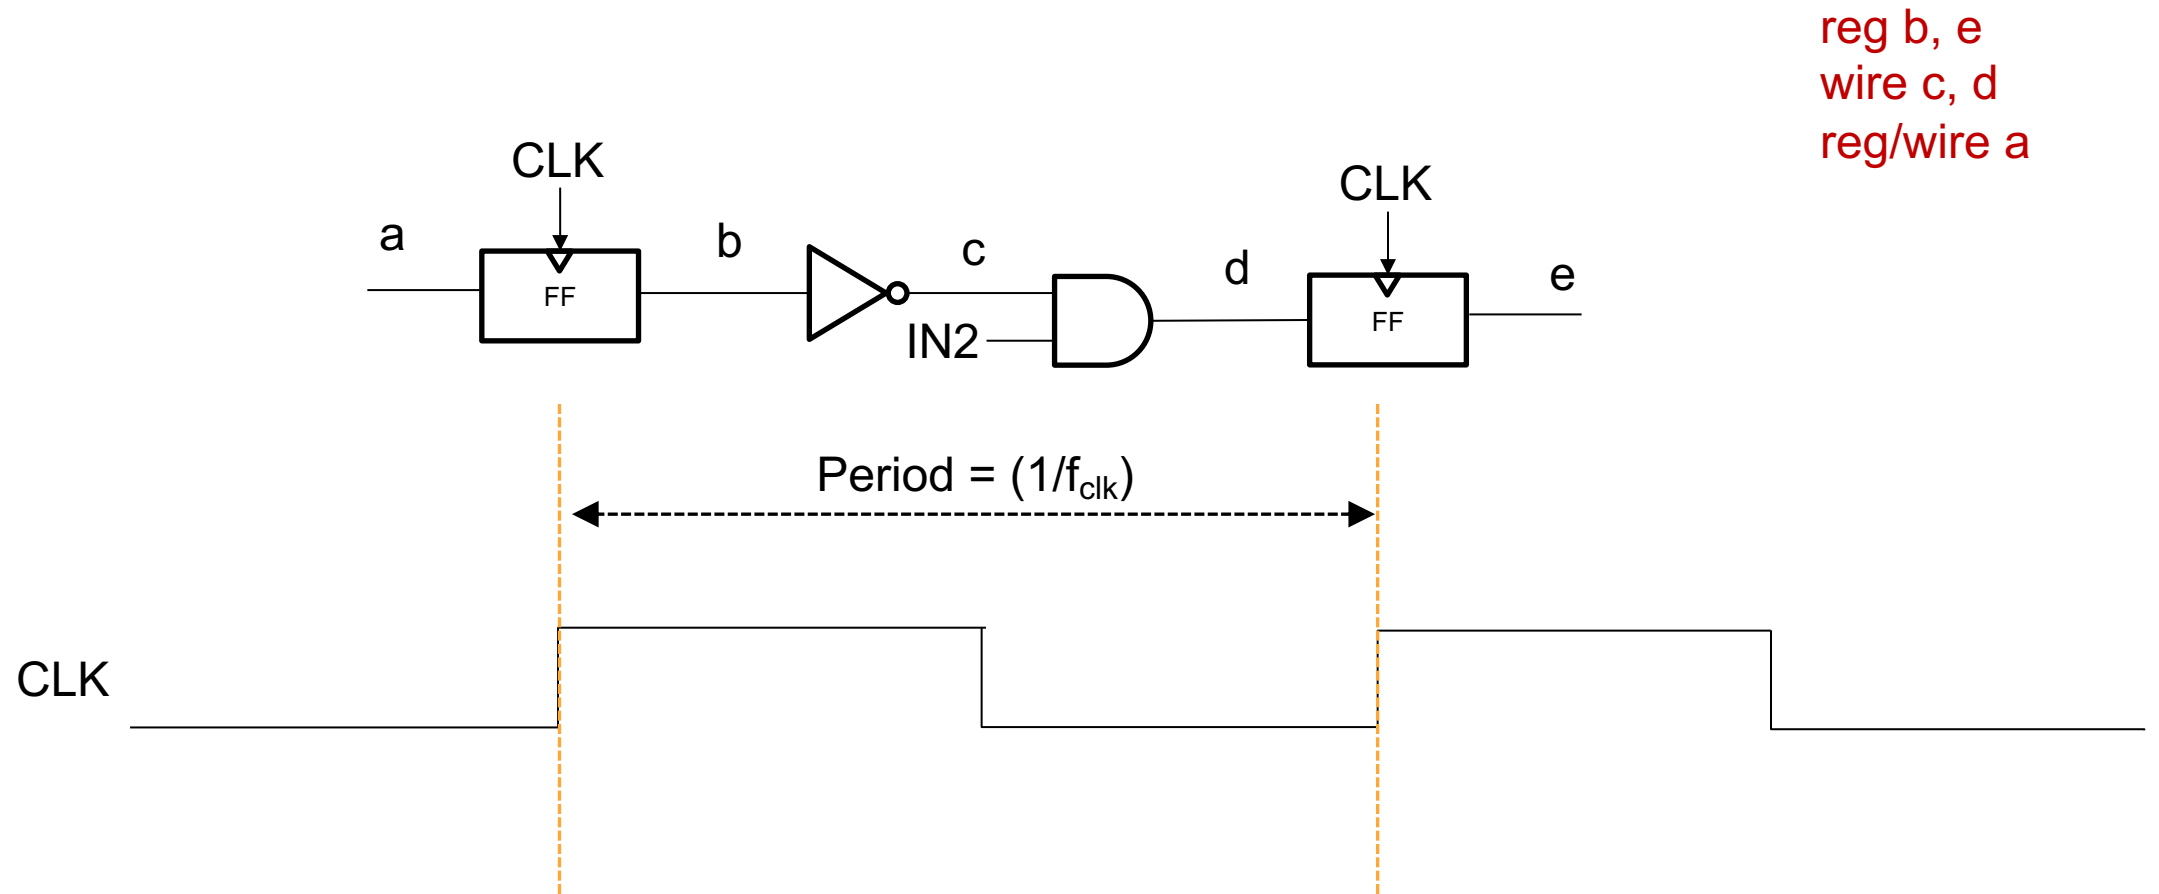 reg b, e
wire c, d
reg/wire a
CLK
CLK
a
b
c
d
e
FF
FF
IN2
Period = (1/fclk)
CLK